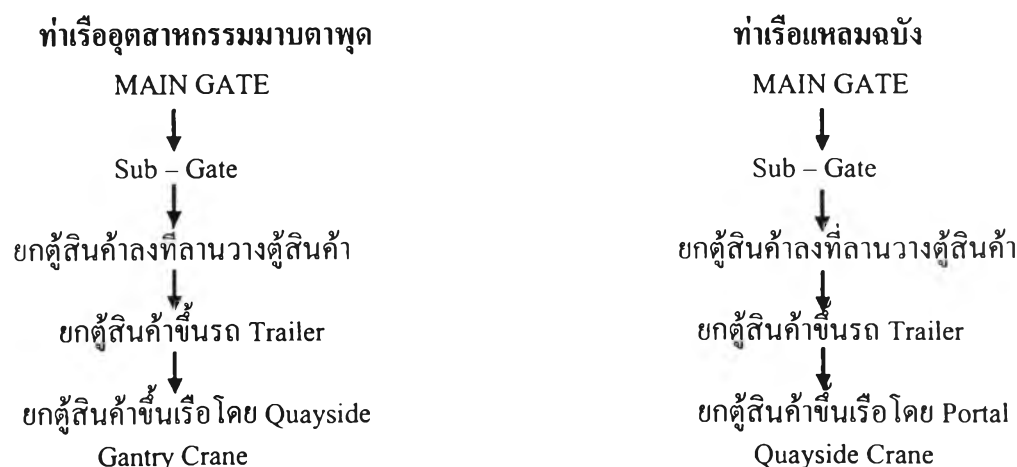 ท่าเรืออุตสาหกรรมมาบตาพุด
MAIN GATE
Sub – Gate
ยกตู้สินค้าลงที่ลานวางตู้สินค้า
ยกตู้สินค้าขึ้นรถ Trailer
ยกตู้สินค้าขึ้นเรือโดย Quayside
Gantry Crane
ท่าเรือแหลมฉบัง
MAIN GATE
Sub – Gate
ยกตู้สินค้าลงที่ลานวางตู้สินค้า
ยกตู้สินค้าขึ้นรถ Trailer
ยกตู้สินค้าขึ้นเรือโดย Portal
Quayside Crane